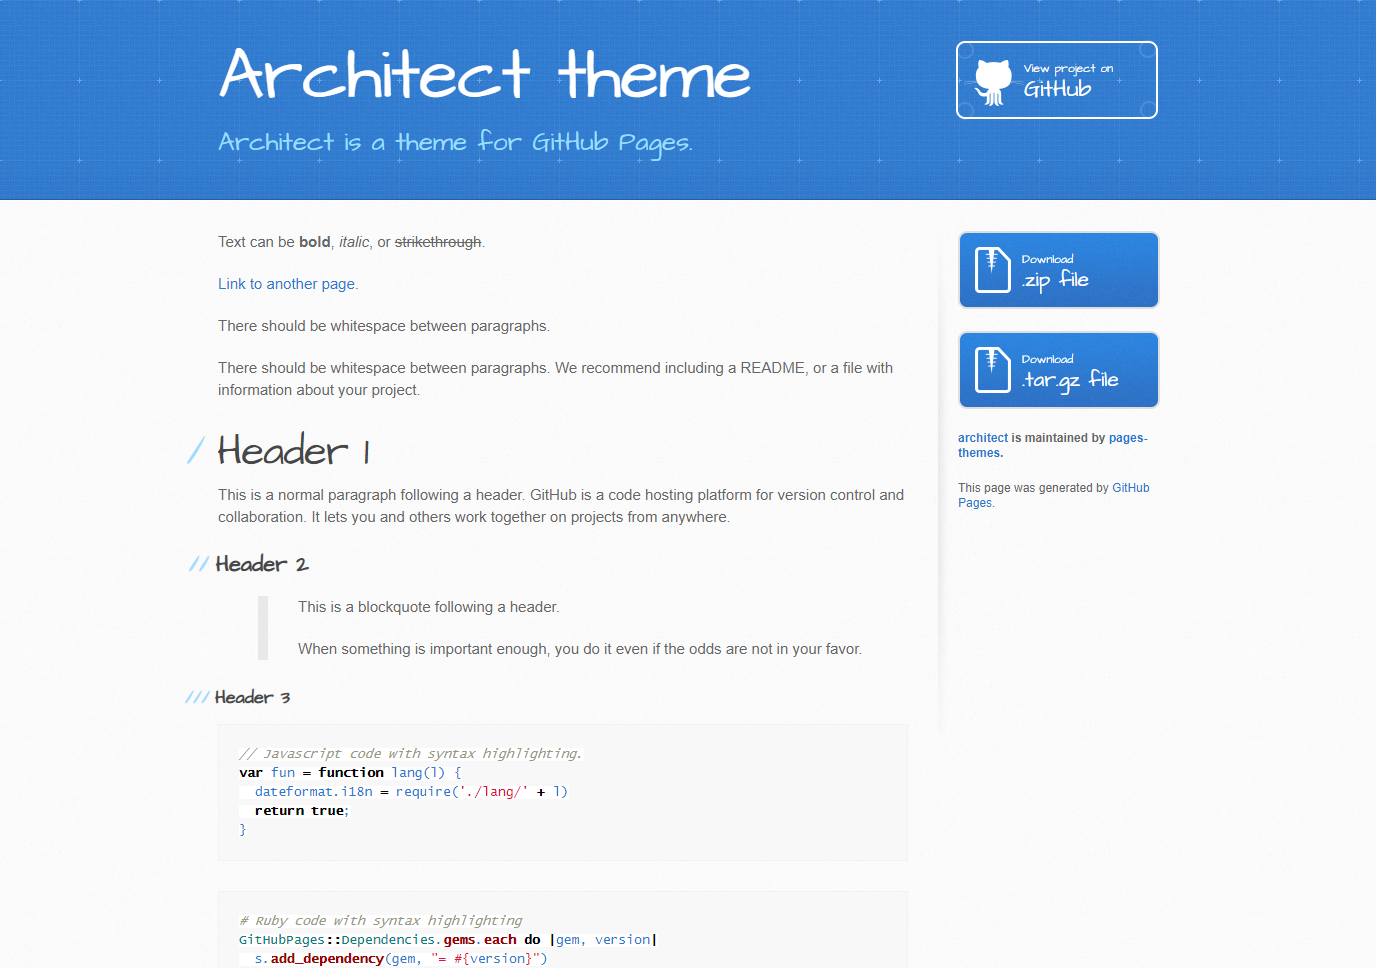 Architect theme
Architect is a theme for GitHub Pages.
View project on
GitHub
Text can be bold, italic, or strikethrough.
Link to another page.
There should be whitespace between paragraphs.
There should be whitespace between paragraphs. We recommend including a README, or a file with
information about your project.
/ Header 1
This is a normal paragraph following a header. GitHub is a code hosting platform for version control and
collaboration. It lets you and others work together on projects from anywhere.
// Header 2
This is a blockquote following a header.
When something is important enough, you do it even if the odds are not in your favor.
/// Header 3
// Javascript code with syntax highlighting.
var fun = function lang(l) {
  dateformat.i18n = require('./lang/' + l)
  return true;
}
# Ruby code with syntax highlighting
GitHubPages::Dependencies.gems.each do |gem, version|
  s.add_dependency(gem, "= #{version}")
Download
.zip file
Download
.tar.gz file
architect is maintained by pages-
themes.
This page was generated by GitHub
Pages.